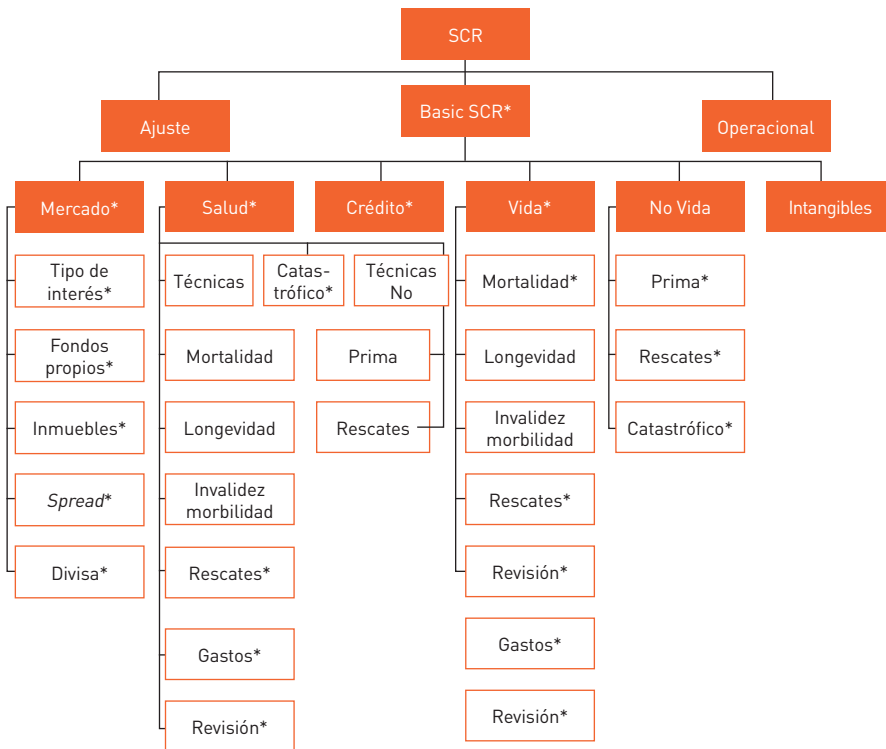 SCR
Ajuste
Basic SCR*
Operacional
Mercado*
Salud*
Crédito*
Vida*
No Vida
Intangibles
Tipo de
interés*
Fondos
propios*
Inmuebles*
Spread*
Divisa*
Técnicas
Catas-
trófico*
Técnicas
No
Mortalidad
Longevidad
Invalidez
morbilidad
Rescates*
Gastos*
Revisión*
Prima
Rescates
Mortalidad*
Longevidad
Invalidez
morbilidad
Rescates*
Revisión*
Gastos*
Revisión*
Prima*
Rescates*
Catastrófico*